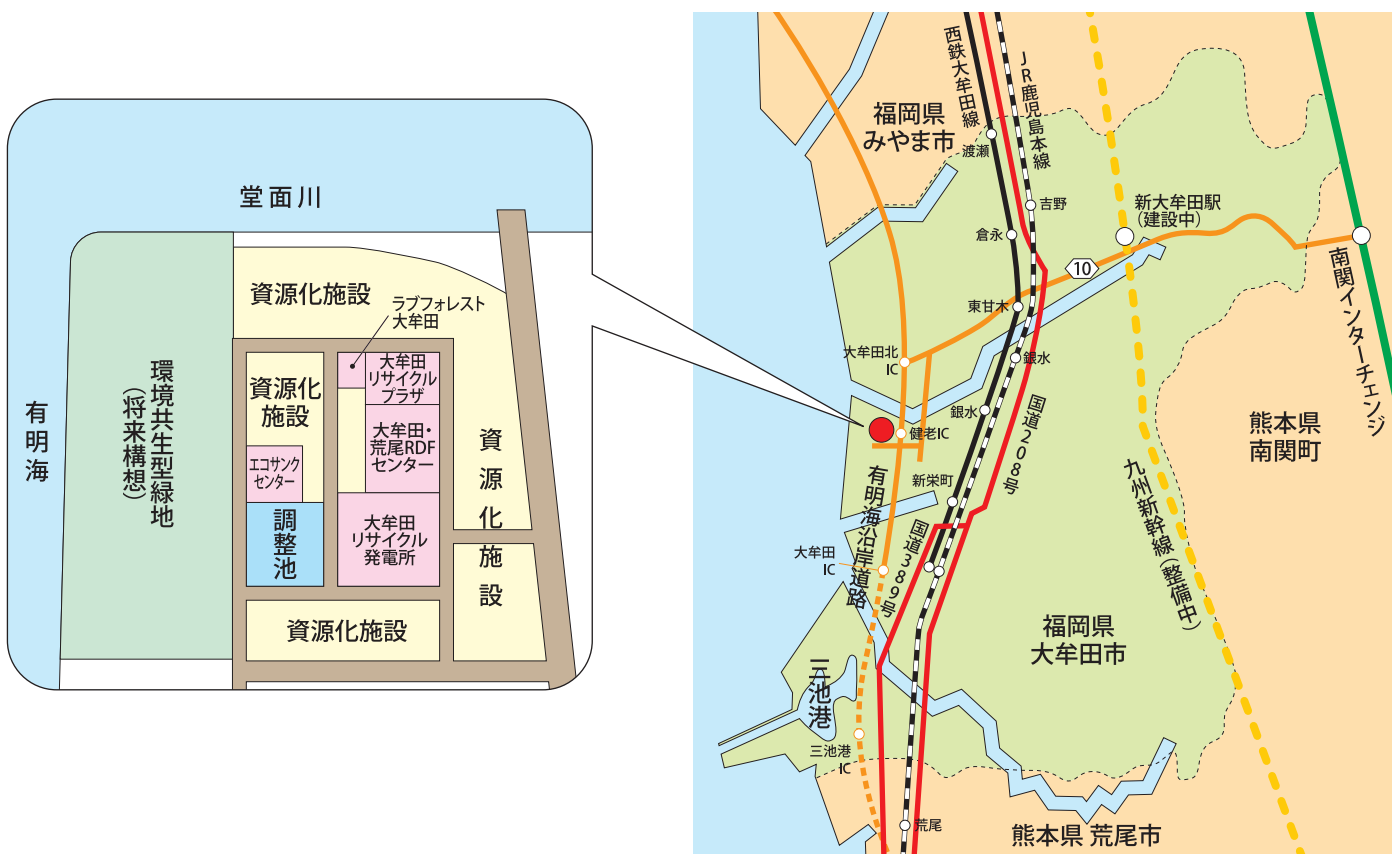 堂面川
有明海
環境共生型緑地
（将来構想）
資源化施設
ラブフォレスト
大牟田
資源化
施設
大牟田
リサイクル
プラザ
大牟田・
荒尾RDF
センター
エコサンク
センター
調整池
大牟田
リサイクル
発電所
資源化施設
資源化施設
西鉄大牟田線
JR鹿児島本線
福岡県
みやま市
渡瀬
吉野
倉永
新大牟田駅
（建設中）
10
南関インターチェンジ
東甘木
大牟田北
IC
銀水
銀水
国道208号
健老IC
熊本県
南関町
九州新幹線（整備中）
新栄町
有明海沿岸道路
国道389号
大牟田
IC
福岡県
大牟田市
三池港
三池港
IC
荒尾
熊本県 荒尾市